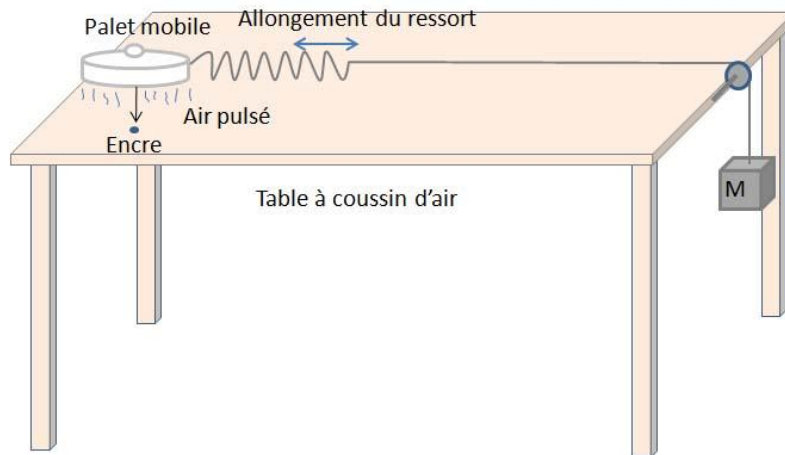 Allongement du ressort
Palet mobile
Air pulsé
Encre
M
Table à coussin d’air